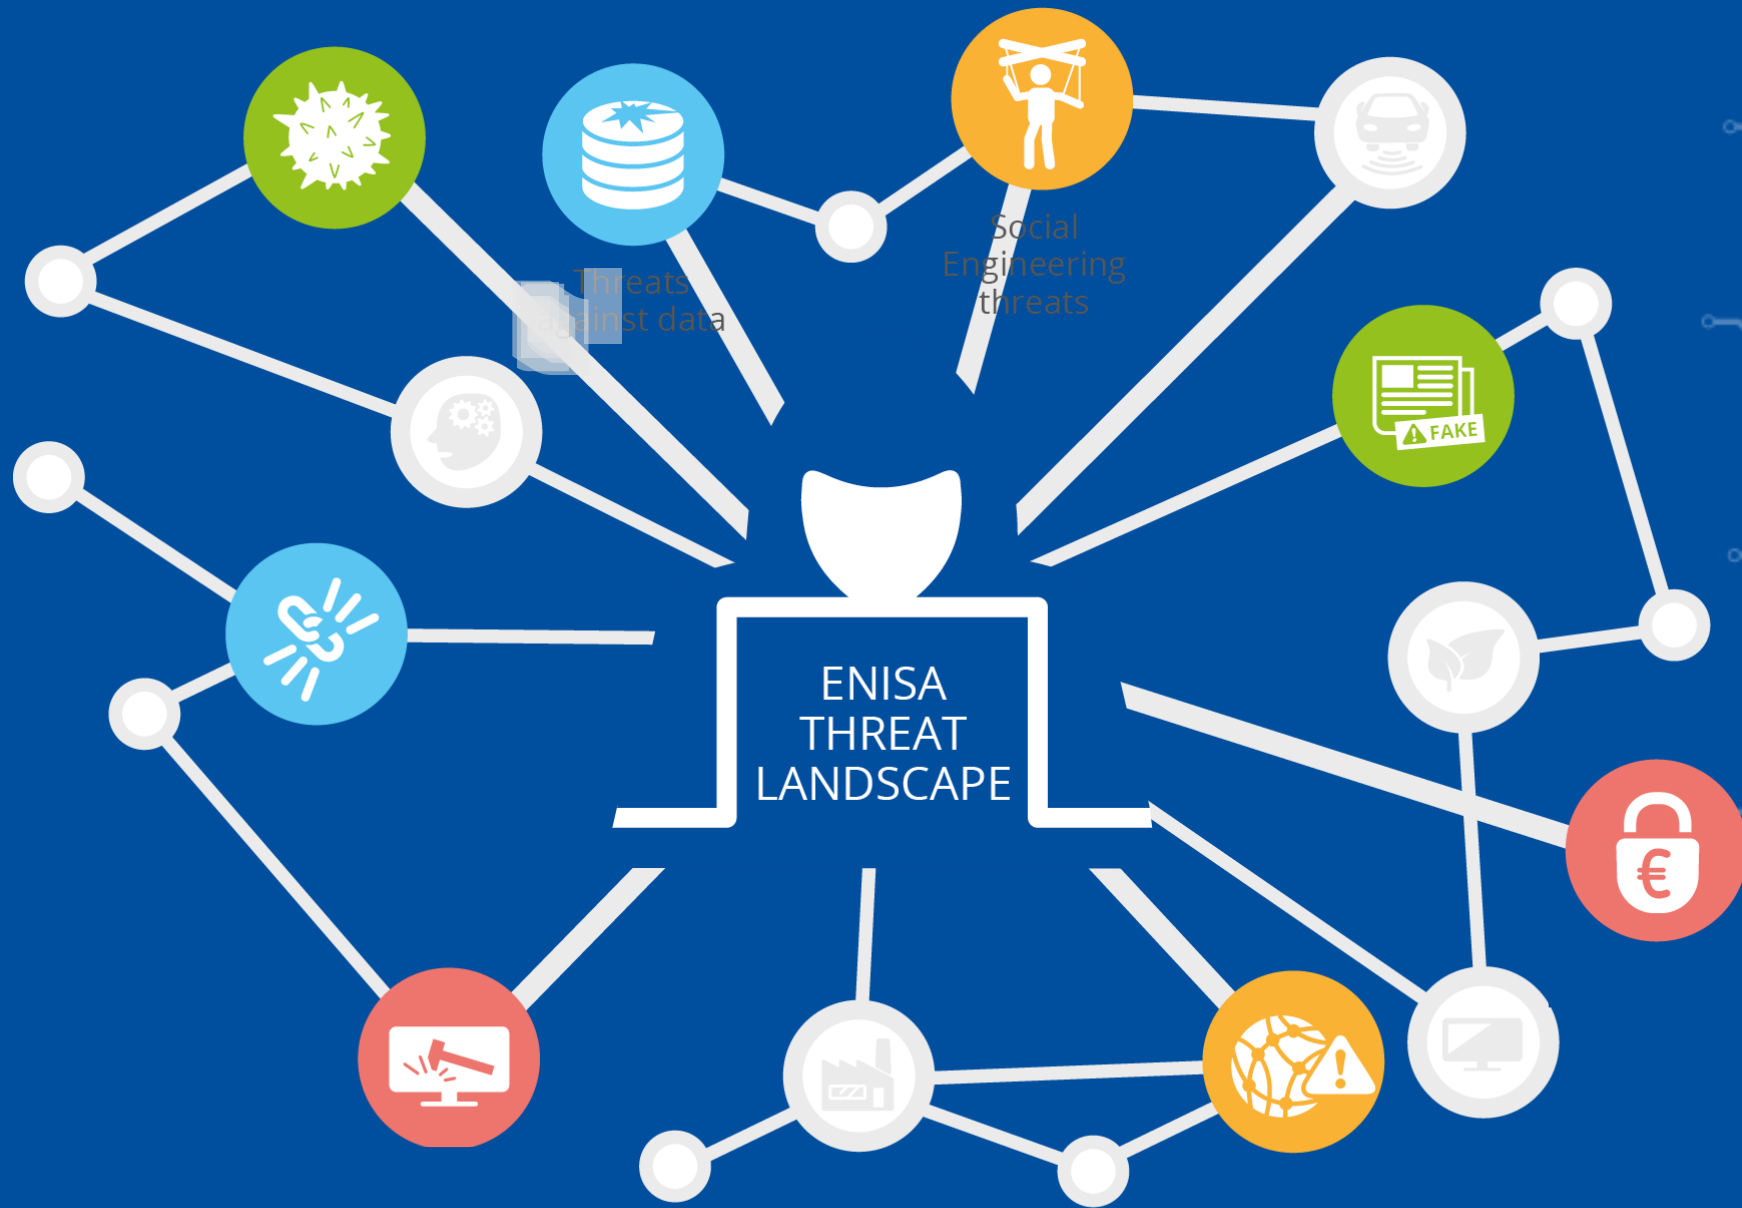 Social
Engineering
threats
Threats
against data
FAKE
ENISA
THREAT
LANDSCAPE
€